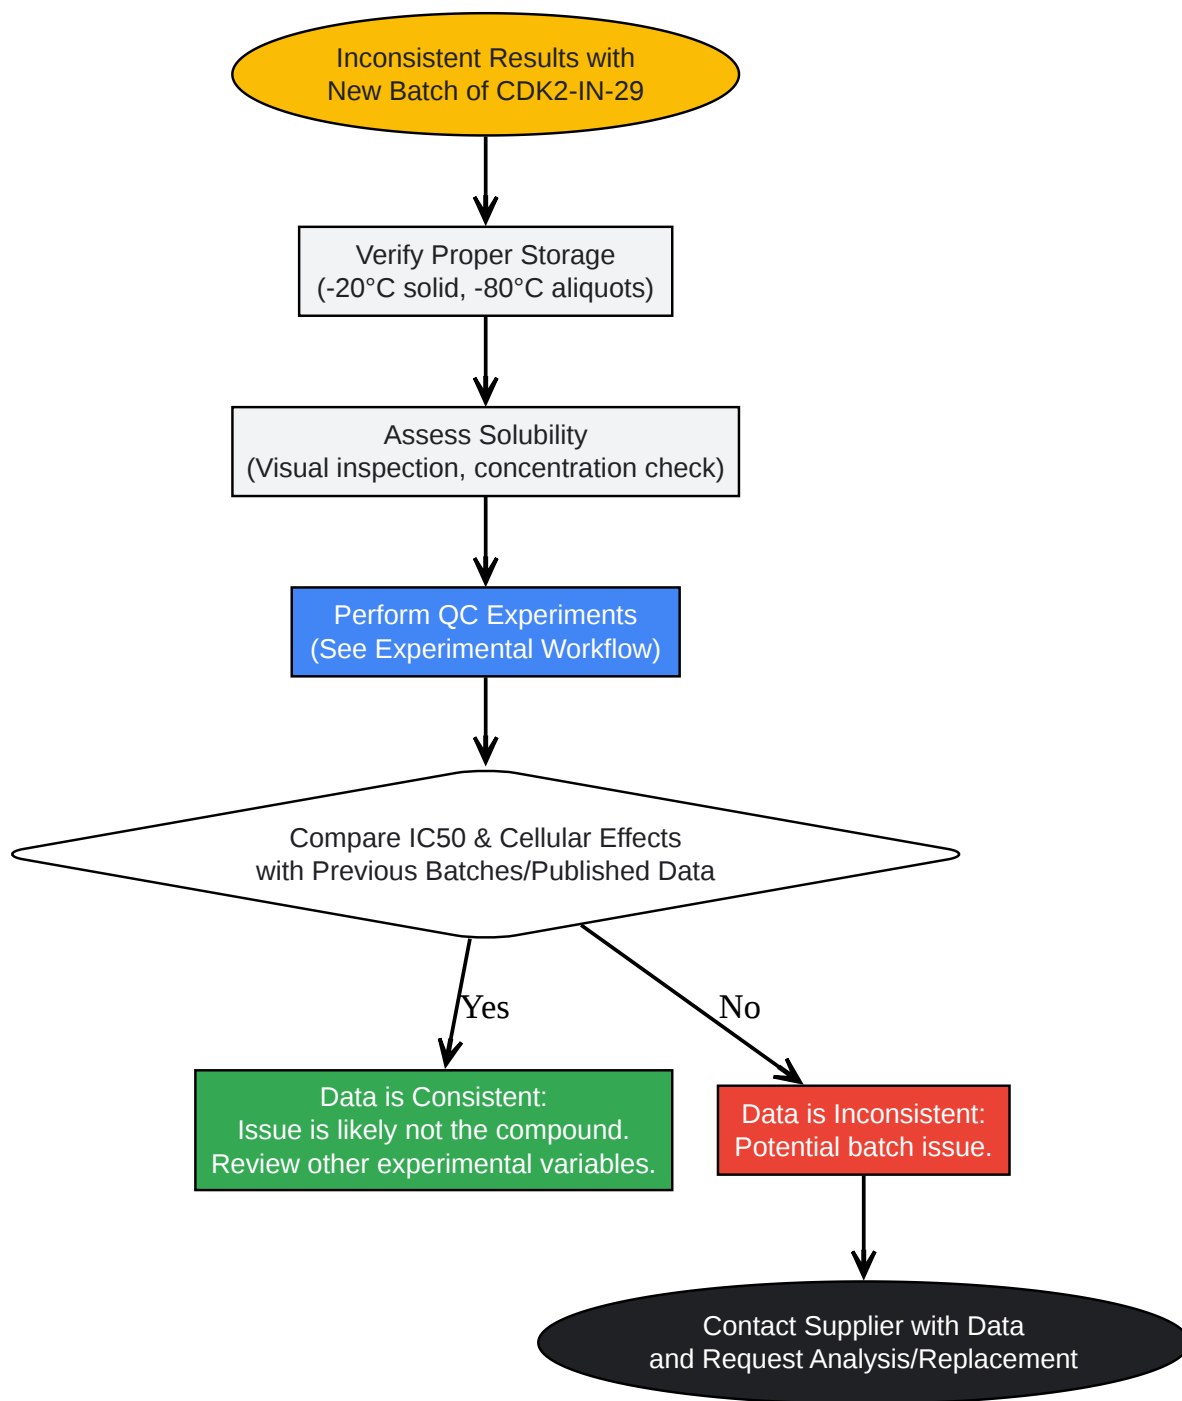 Inconsistent Results with
New Batch of CDK2-IN-29
Verify Proper Storage
(-20°C solid, -80°C aliquots)
Assess Solubility
(Visual inspection, concentration check)
Perform QC Experiments
(See Experimental Workflow)
Compare IC50 & Cellular Effects
with Previous Batches/Published Data
Yes
No
Data is Consistent:
Issue is likely not the compound.
Review other experimental variables.
Data is Inconsistent:
Potential batch issue.
Contact Supplier with Data
and Request Analysis/Replacement